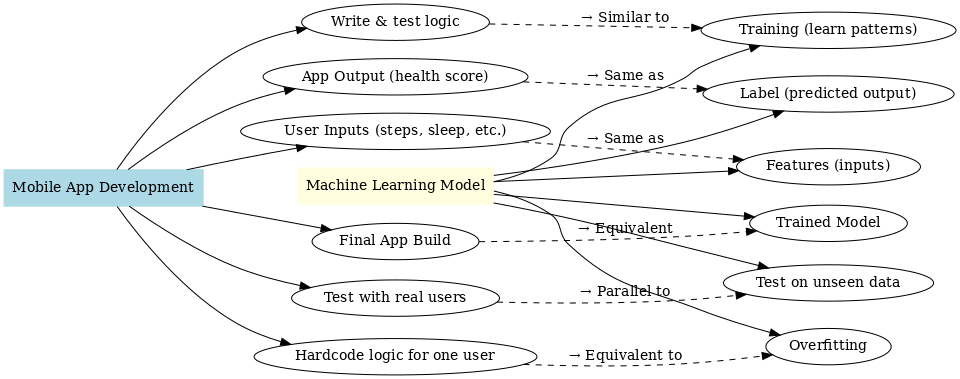 Write & test logic
→ Similar to
Training (learn patterns)
App Output (health score)
→ Same as
Label (predicted output)
User Inputs (steps, sleep, etc.)
→ Same as
Features (inputs)
Mobile App Development
Machine Learning Model
Final App Build
→ Equivalent
Trained Model
Test with real users
→ Parallel to
Test on unseen data
Hardcode logic for one user
→ Equivalent to
Overfitting